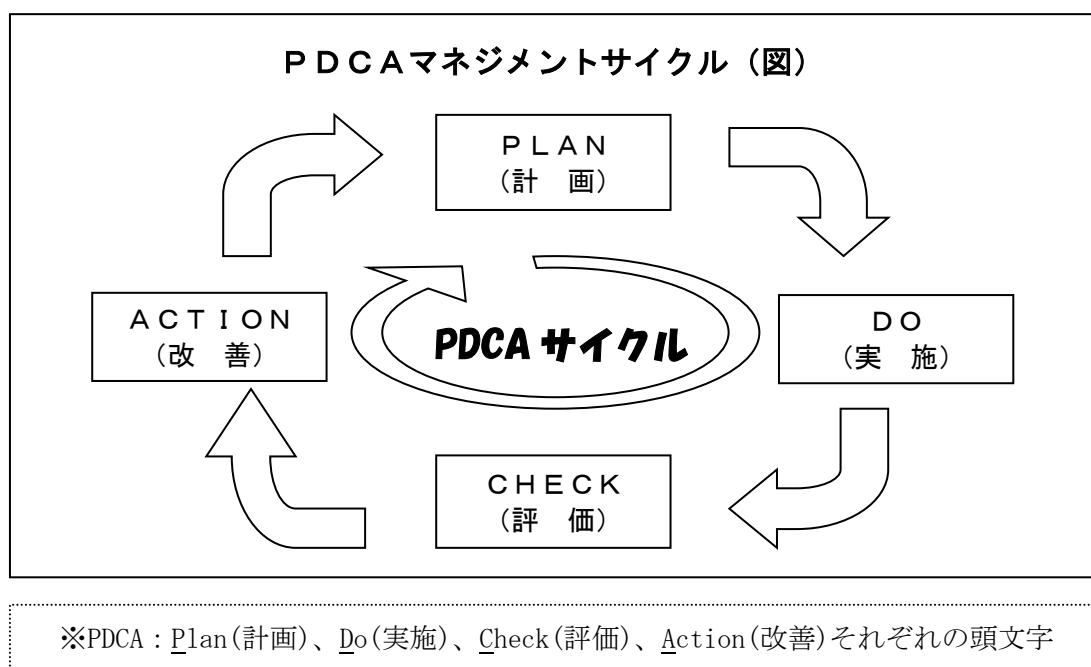 ＰＤＣＡマネジメントサイクル（図）
ＰＬＡＮ
（計　画）
ＡＣＴＩＯＮ
（改　善）
PDCAサイクル
ＤＯ
（実　施）
ＣＨＥＣＫ
（評　価）
※PDCA：Plan(計画)、Do(実施)、Check(評価)、Action(改善)それぞれの頭文字